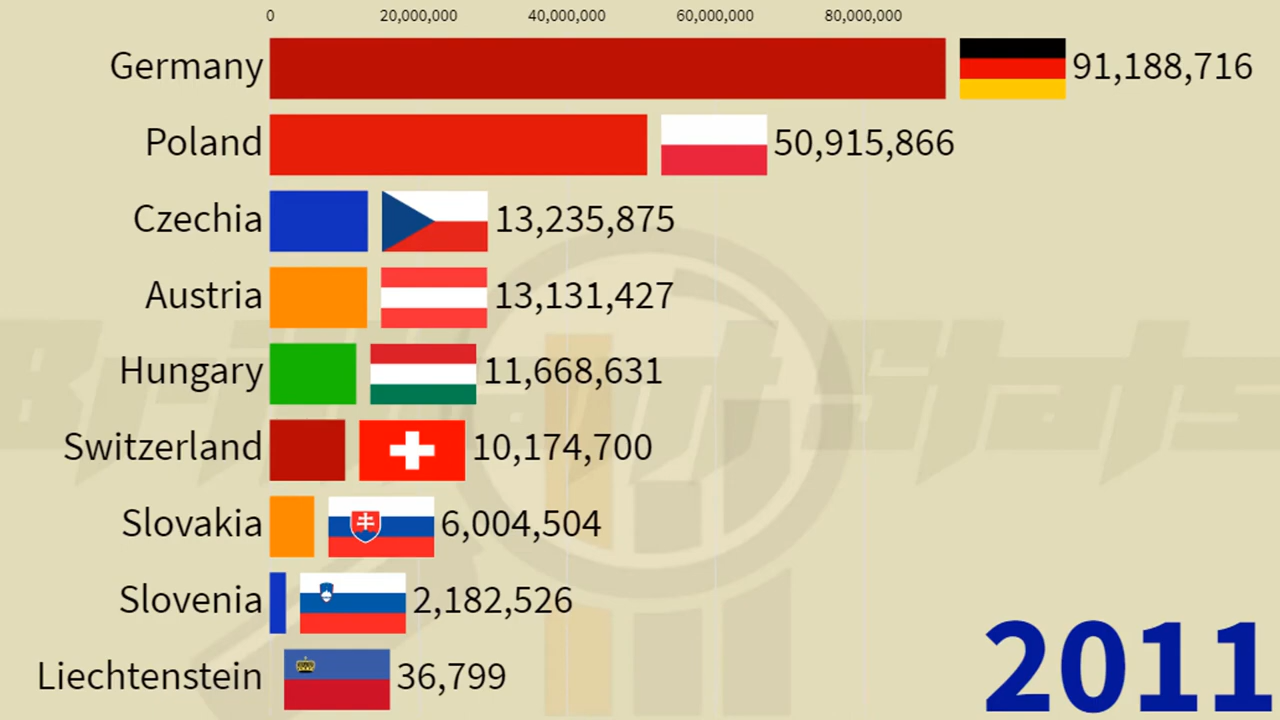 0 20,000,000 40,000,000 60,000,000 80,000,000
Germany 91,188,716
Poland 50,915,866
Czechia 13,235,875
Austria 13,131,427
Hungary 11,668,631
Switzerland 10,174,700
Slovakia 6,004,504
Slovenia 2,182,526
Liechtenstein 36,799
2011